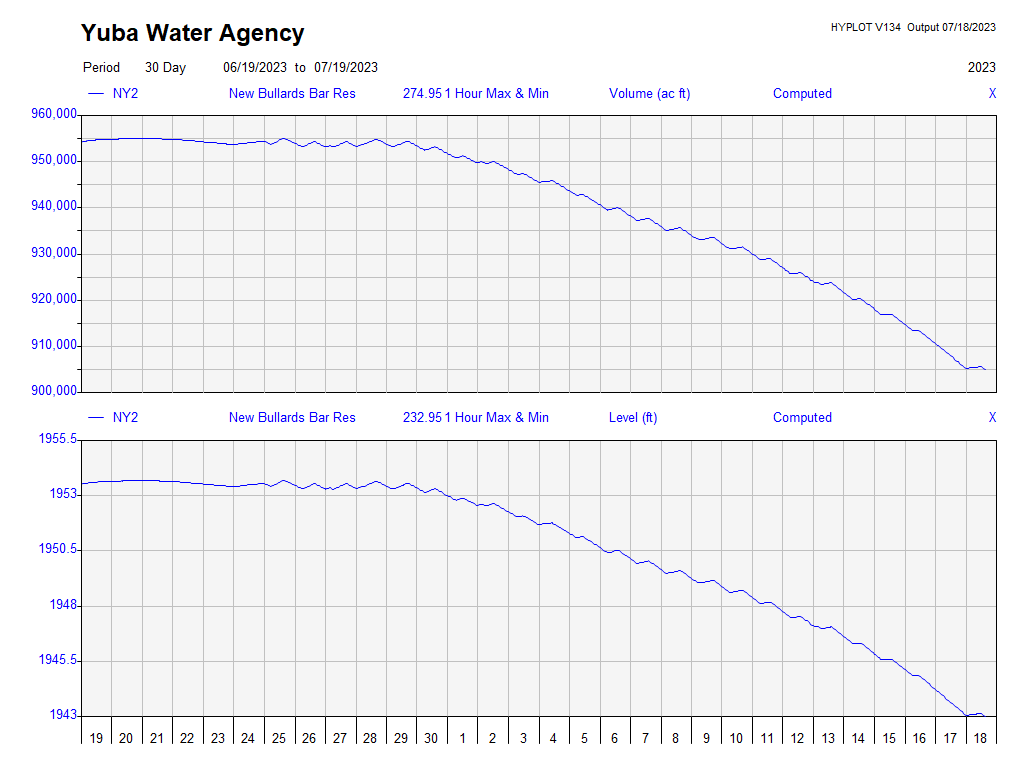 Yuba Water Agency
HYPLOT V134 Output 07/18/2023
Period 30 Day 06/19/2023 to 07/19/2023 2023
NY2 New Bullards Bar Res 274.95 1 Hour Max & Min Volume (ac ft) Computed X
960,000
950,000
940,000
930,000
920,000
910,000
900,000
NY2 New Bullards Bar Res 232.95 1 Hour Max & Min Level (ft) Computed X
1955.5
1953
1950.5
1948
1945.5
1943
19 20 21 22 23 24 25 26 27 28 29 30 1 2 3 4 5 6 7 8 9 10 11 12 13 14 15 16 17 18